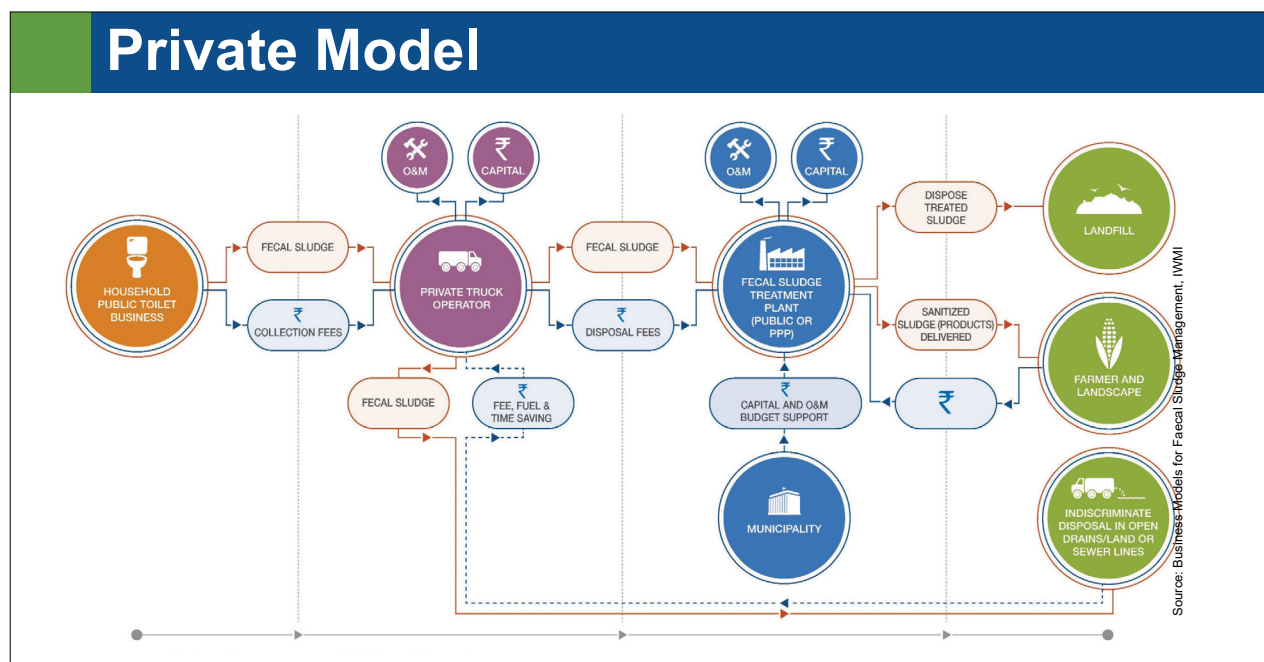 Private Model
O&M
₹
CAPITAL
O&M
₹
CAPITAL
DISPOSE
TREATED
SLUDGE
LANDFILL
HOUSEHOLD
PUBLIC TOILET
BUSINESS
FECAL SLUDGE
₹
COLLECTION FEES
PRIVATE TRUCK
OPERATOR
FECAL SLUDGE
₹
DISPOSAL FEES
FECAL SLUDGE
TREATMENT
PLANT
(PUBLIC OR
PPP)
SANITIZED
SLUDGE (PRODUCTS)
DELIVERED
₹
FARMER AND
LANDSCAPE
FECAL SLUDGE
₹
FEE, FUEL &
TIME SAVING
₹
CAPITAL AND O&M
BUDGET SUPPORT
MUNICIPALITY
INDISCRIMINATE
DISPOSAL IN OPEN
DRAINS/LAND OR
SEWER LINES
Source: Business Models for Faecal Sludge Management, IWMI